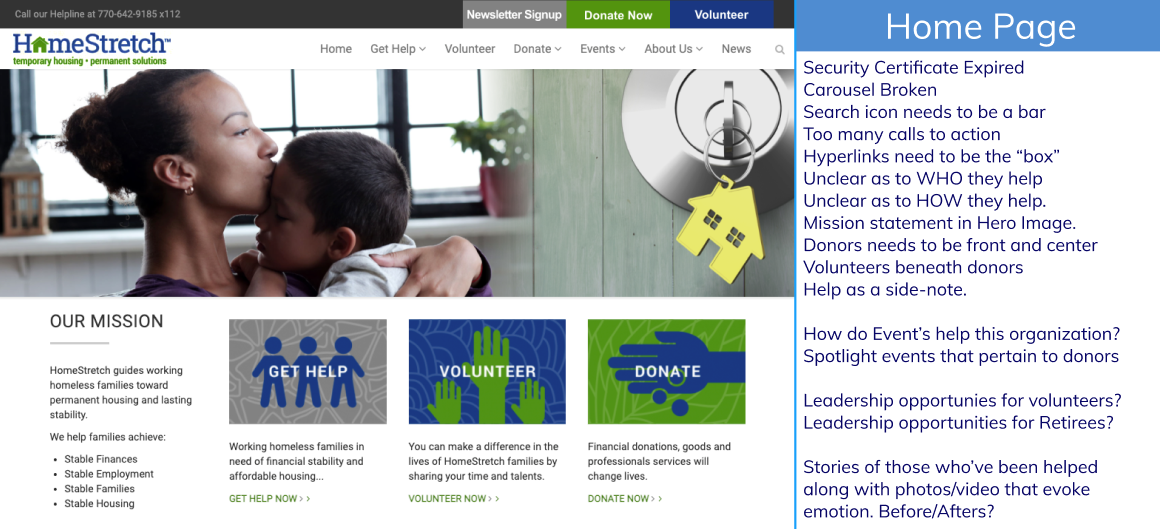 Call our Helpline at 770-642-9185 x112
Newsletter Signup
Donate Now
Volunteer
HomeStretch™
temporary housing • permanent solutions
Home
Get Help
Volunteer
Donate
Events
About Us
News
OUR MISSION
HomeStretch guides working
homeless families toward
permanent housing and lasting
stability.
We help families achieve:
• Stable Finances
• Stable Employment
• Stable Families
• Stable Housing
GET HELP
Working homeless families in
need of financial stability and
affordable housing...
GET HELP NOW > >
VOLUNTEER
You can make a difference in the
lives of HomeStretch families by
sharing your time and talents.
VOLUNTEER NOW > >
DONATE
Financial donations, goods and
professionals services will
change lives.
DONATE NOW > >
Home Page
Security Certificate Expired
Carousel Broken
Search icon needs to be a bar
Too many calls to action
Hyperlinks need to be the “box”
Unclear as to WHO they help
Unclear as to HOW they help.
Mission statement in Hero Image.
Donors needs to be front and center
Volunteers beneath donors
Help as a side-note.
How do Event’s help this organization?
Spotlight events that pertain to donors
Leadership opportunies for volunteers?
Leadership opportunities for Retirees?
Stories of those who’ve been helped
along with photos/video that evoke
emotion. Before/Afters?